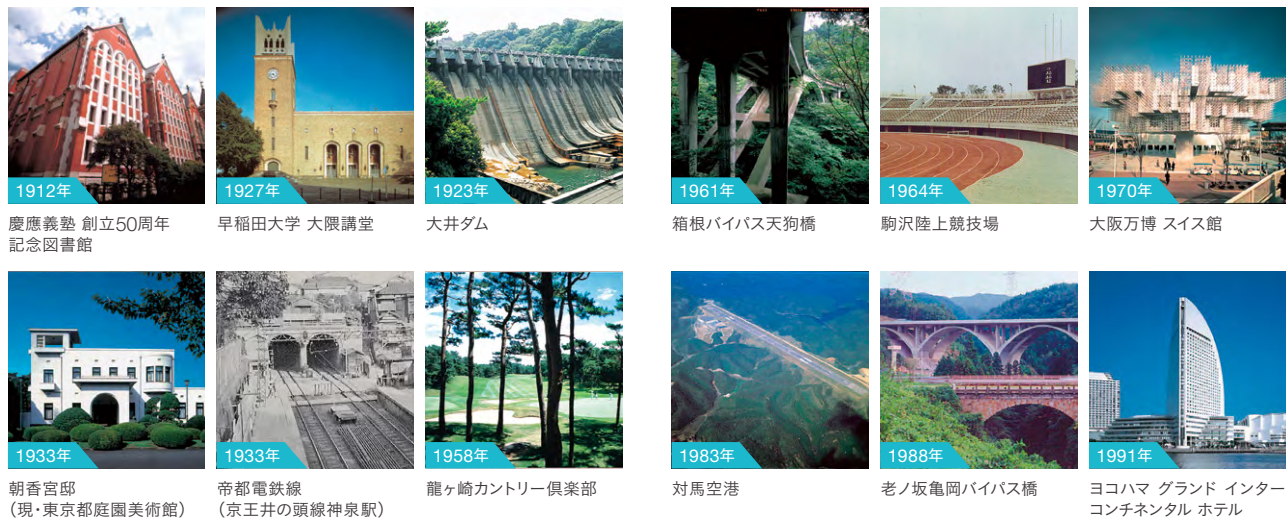 1912年
慶應義塾 創立50周年
記念図書館
1927年
早稲田大学 大隈講堂
1923年
大井ダム
1961年
箱根バイパス天狗橋
1964年
駒沢陸上競技場
1970年
大阪万博 スイス館
1933年
朝香宮邸
（現・東京都庭園美術館）
1933年
帝都電鉄線
（京王井の頭線神泉駅）
1958年
龍ヶ崎カントリー倶楽部
1983年
対馬空港
1988年
老ノ坂亀岡バイパス橋
1991年
ヨコハマ グランド インター
コンチネンタル ホテル